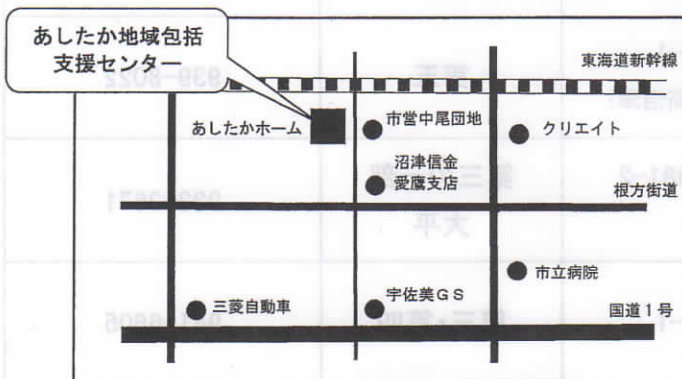 あしたか地域包括
支援センター
東海道新幹線
あしたかホーム
市営中尾団地
クリエイト
沼津信金
愛鷹支店
根方街道
市立病院
三菱自動車
宇佐美ＧＳ
国道１号